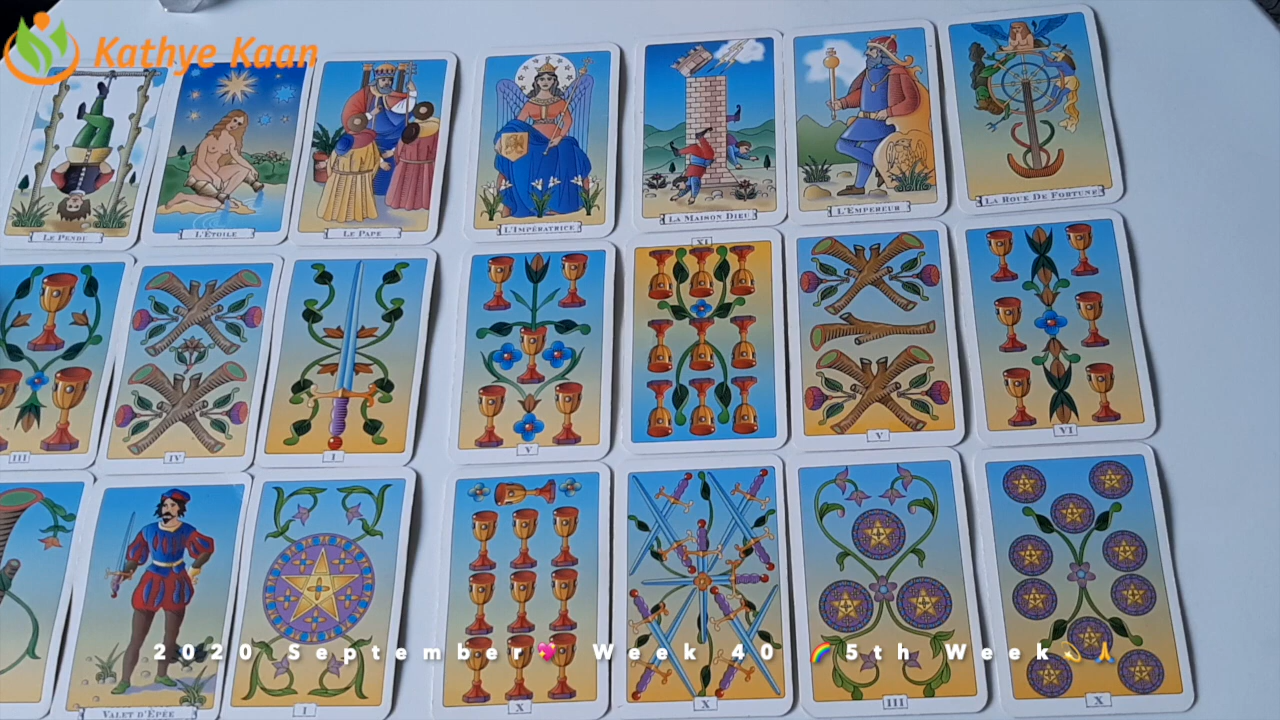 Kathye Kaan
LE PENDU
L'ÉTOILE
LE PAPE
L'IMPÉRATRICE
LA MAISON DIEU
L'EMPEREUR
LA ROUE DE FORTUNE
III
IV
I
V
IX
V
VI
VALET D'ÉPÉE
I
X
X
III
X
2020 September💖 Week 40 🌈5th Week💫🙏